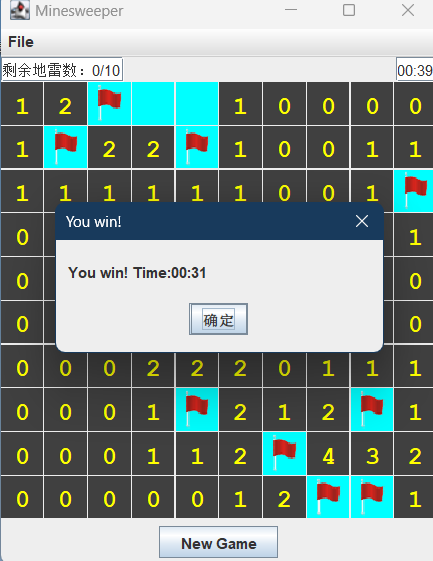 Minesweeper
File
剩余地雷数：0/10 00:39
1 2 1 0 0 0 0
1 2 2 1 0 0 1 1
1 1 1 1 1 1 0 0 1
0 1
You win!
0
You win! Time:00:31
0
确定
0 0 0 2 2 2 0 1 1 1
0 0 0 1 2 1 2 1
0 0 0 1 1 2 4 3 2
0 0 0 0 0 1 2 1
New Game